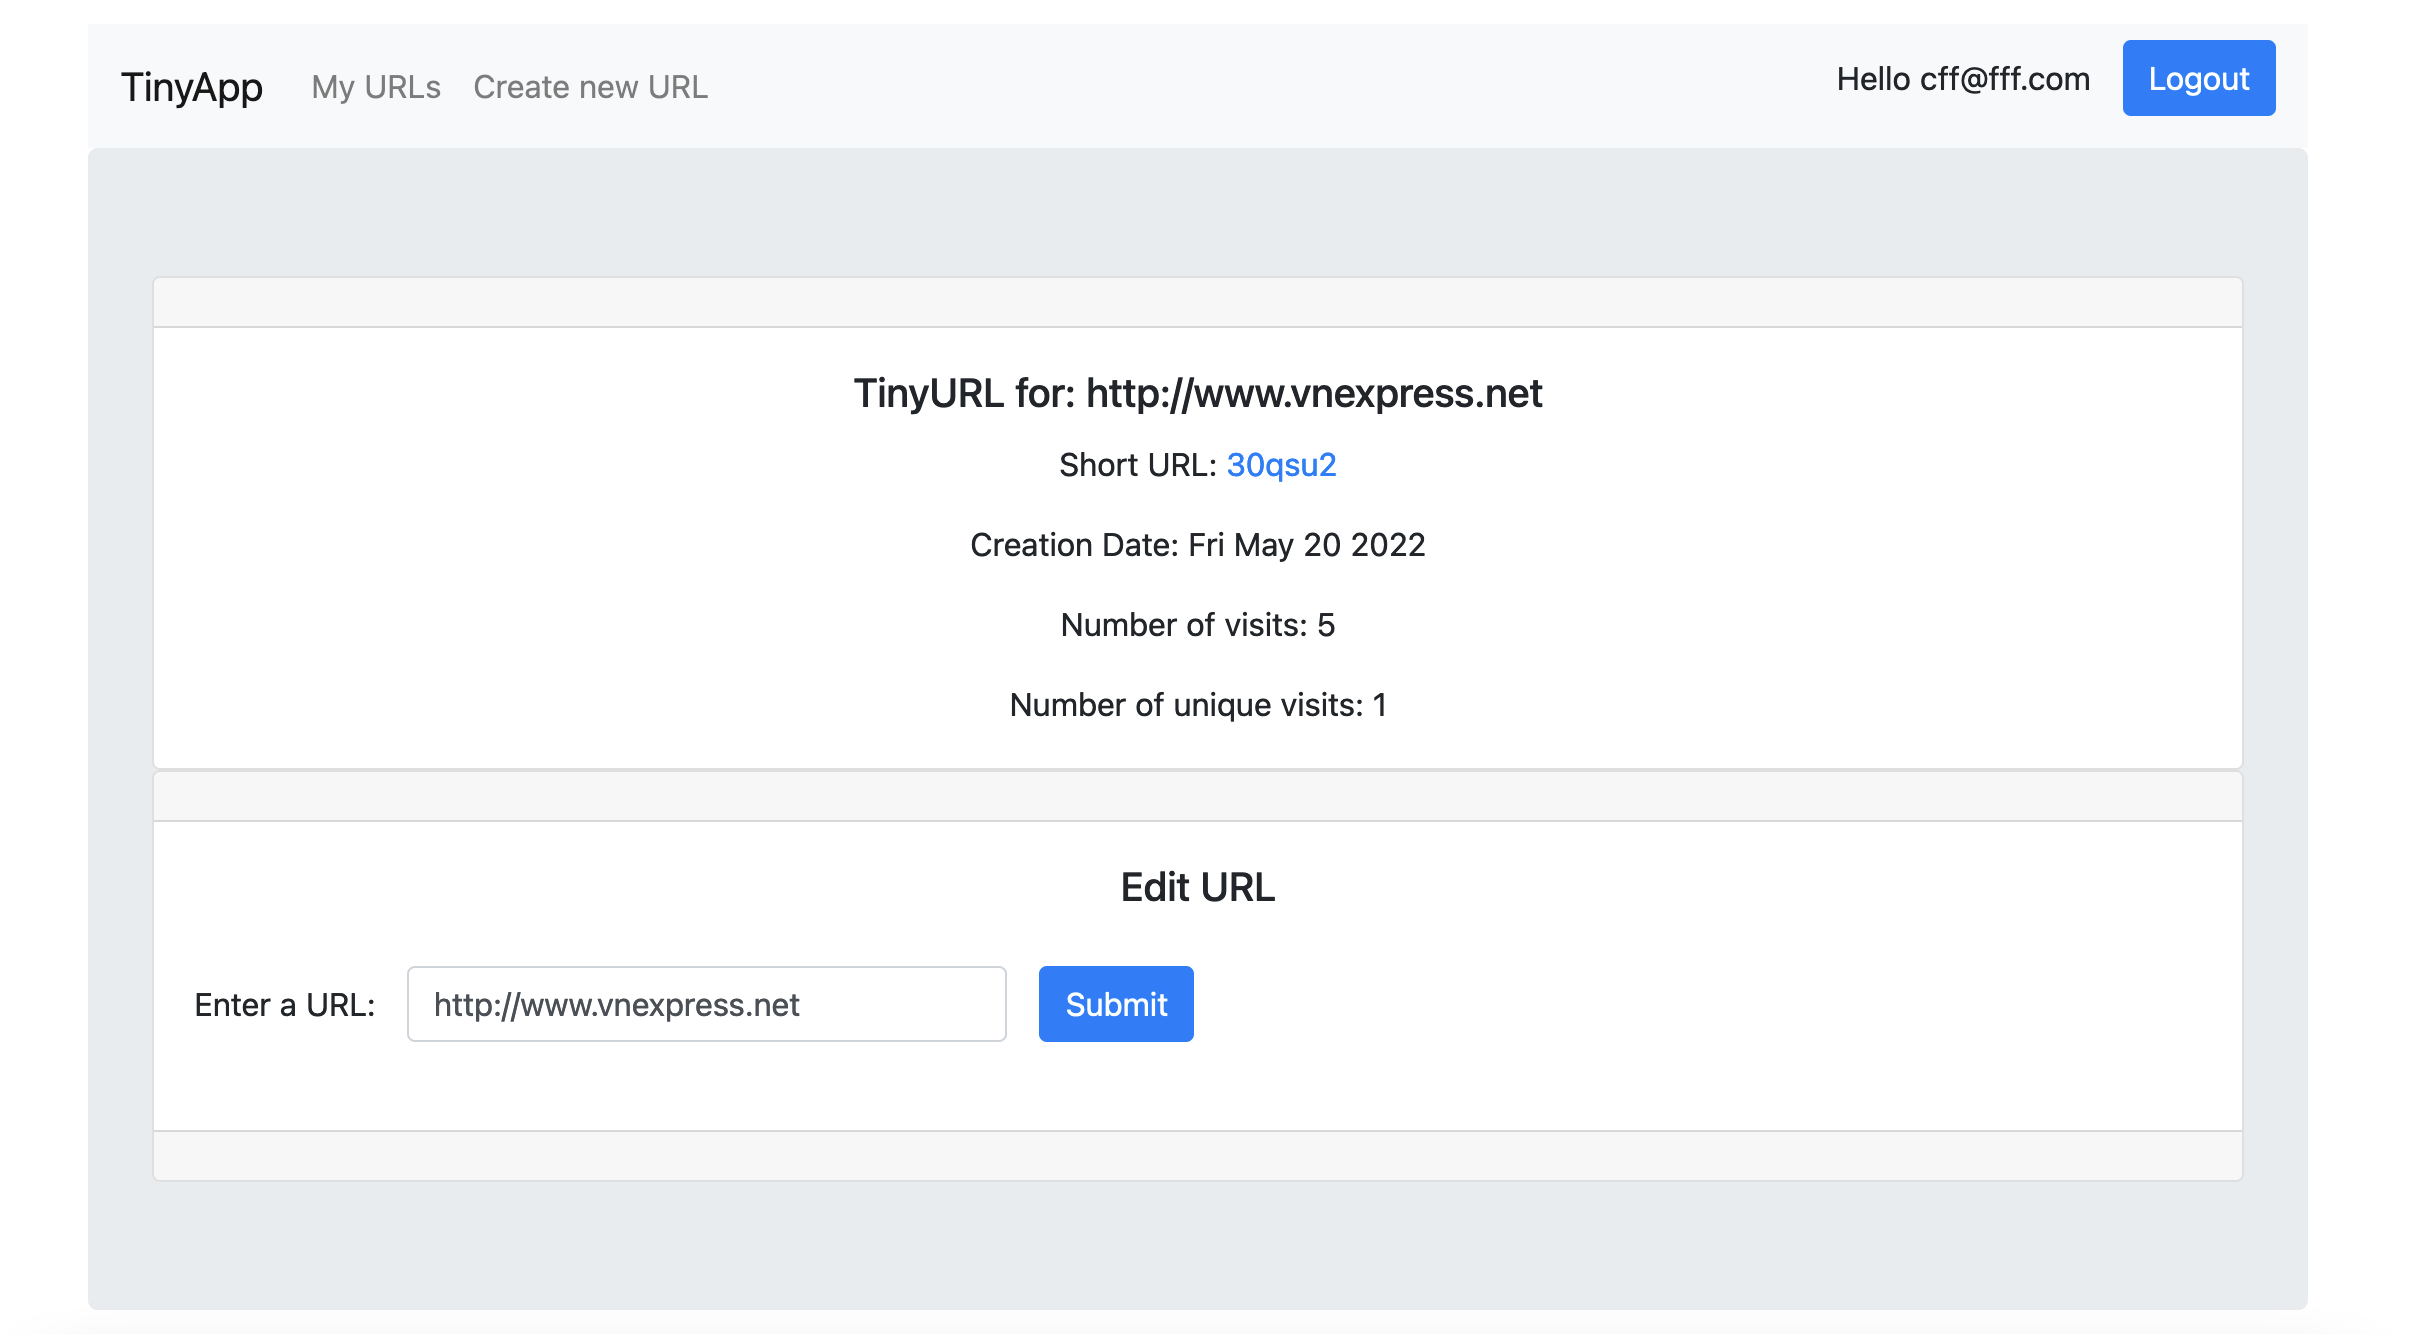 TinyApp My URLs Create new URL Hello cff@fff.com Logout
TinyURL for: http://www.vnexpress.net
Short URL: 30qsu2
Creation Date: Fri May 20 2022
Number of visits: 5
Number of unique visits: 1
Edit URL
Enter a URL: http://www.vnexpress.net Submit